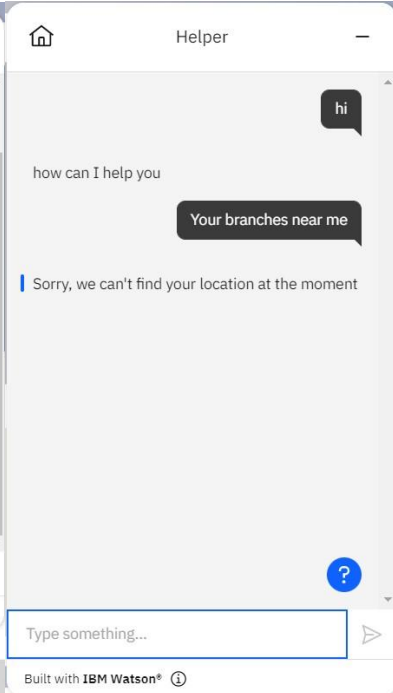 Helper
hi
how can I help you
Your branches near me
Sorry, we can't find your location at the moment
?
Type something...
Built with IBM Watson®